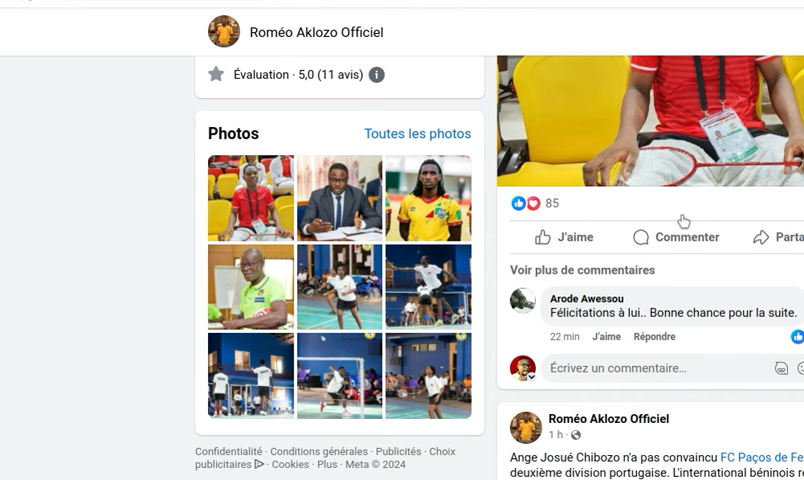 Roméo Aklozo Officiel
Évaluation · 5,0 (11 avis)
Photos
Toutes les photos
Confidentialité · Conditions générales · Publicités · Choix
publicitaires · Cookies · Plus · Meta © 2024
85
J'aime
Commenter
Parta
Voir plus de commentaires
Arode Awessou
Félicitations à lui.. Bonne chance pour la suite.
22 min J'aime Répondre
Écrivez un commentaire...
Roméo Aklozo Officiel
1 h ·
Ange Josué Chibozo n'a pas convaincu FC Paços de Fe
deuxième division portugaise. L'international béninois re